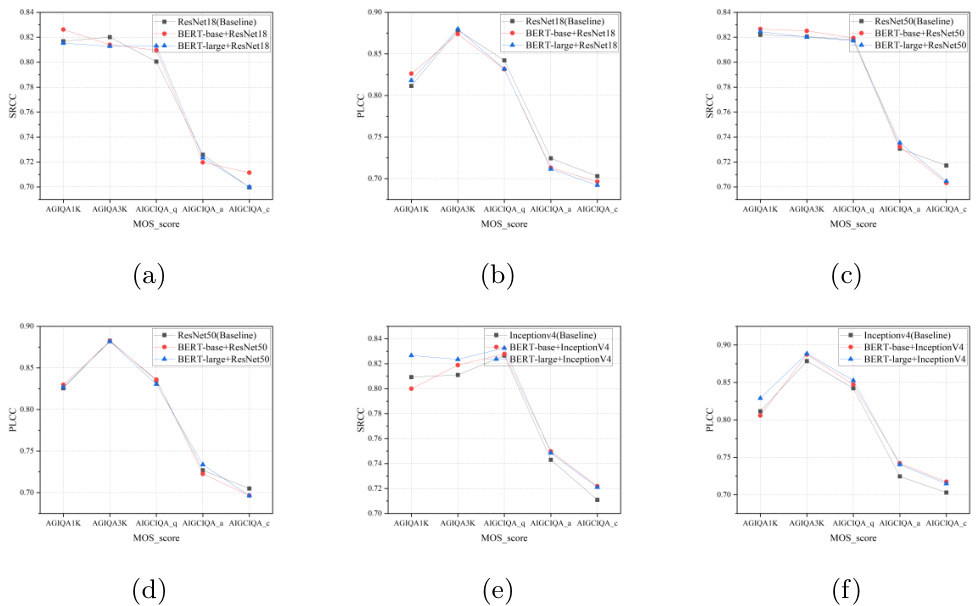 0.84
0.82
0.80
0.78
0.76
0.74
0.72
0.70
SRCC
ResNet18(Baseline)
BERT-base+ResNet18
BERT-large+ResNet18
AGIQA1K AGIQA3K AIGCIQA_q AIGCIQA_a AIGCIQA_c
MOS_score
(a)
0.90
0.85
0.80
0.75
0.70
PLCC
ResNet18(Baseline)
BERT-base+ResNet18
BERT-large+ResNet18
AGIQA1K AGIQA3K AIGCIQA_q AIGCIQA_a AIGCIQA_c
MOS_score
(b)
0.84
0.82
0.80
0.78
0.76
0.74
0.72
0.70
SRCC
ResNet50(Baseline)
BERT-base+ResNet50
BERT-large+ResNet50
AGIQA1K AGIQA3K AIGCIQA_q AIGCIQA_a AIGCIQA_c
MOS_score
(c)
0.90
0.85
0.80
0.75
0.70
PLCC
ResNet50(Baseline)
BERT-base+ResNet50
BERT-large+ResNet50
AGIQA1K AGIQA3K AIGCIQA_q AIGCIQA_a AIGCIQA_c
MOS_score
(d)
0.84
0.82
0.80
0.78
0.76
0.74
0.72
0.70
SRCC
Inceptionv4(Baseline)
BERT-base+InceptionV4
BERT-large+InceptionV4
AGIQA1K AGIQA3K AIGCIQA_q AIGCIQA_a AIGCIQA_c
MOS_score
(e)
0.90
0.85
0.80
0.75
0.70
PLCC
Inceptionv4(Baseline)
BERT-base+InceptionV4
BERT-large+InceptionV4
AGIQA1K AGIQA3K AIGCIQA_q AIGCIQA_a AIGCIQA_c
MOS_score
(f)